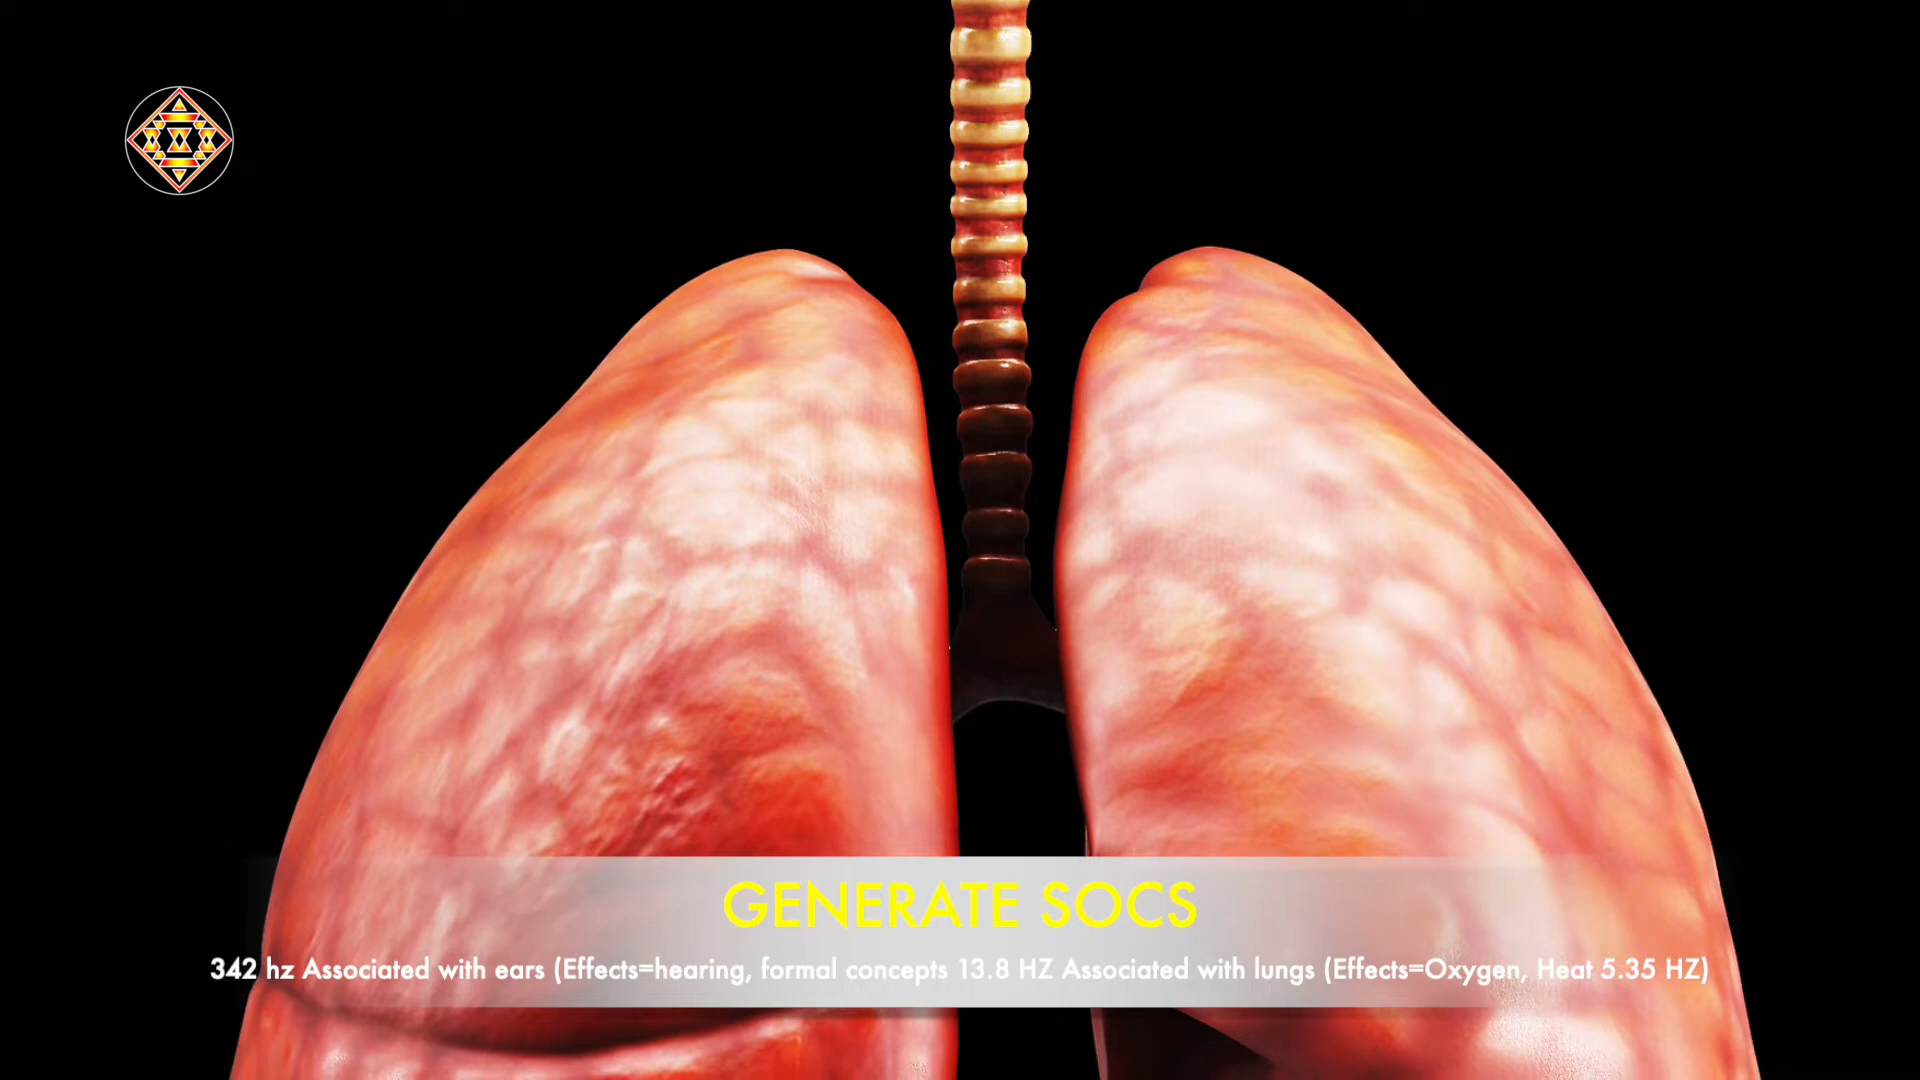 GENERATE SOCS
342 hz Associated with ears (Effects=hearing, formal concepts 13.8 HZ Associated with lungs (Effects=Oxygen, Heat 5.35 HZ)